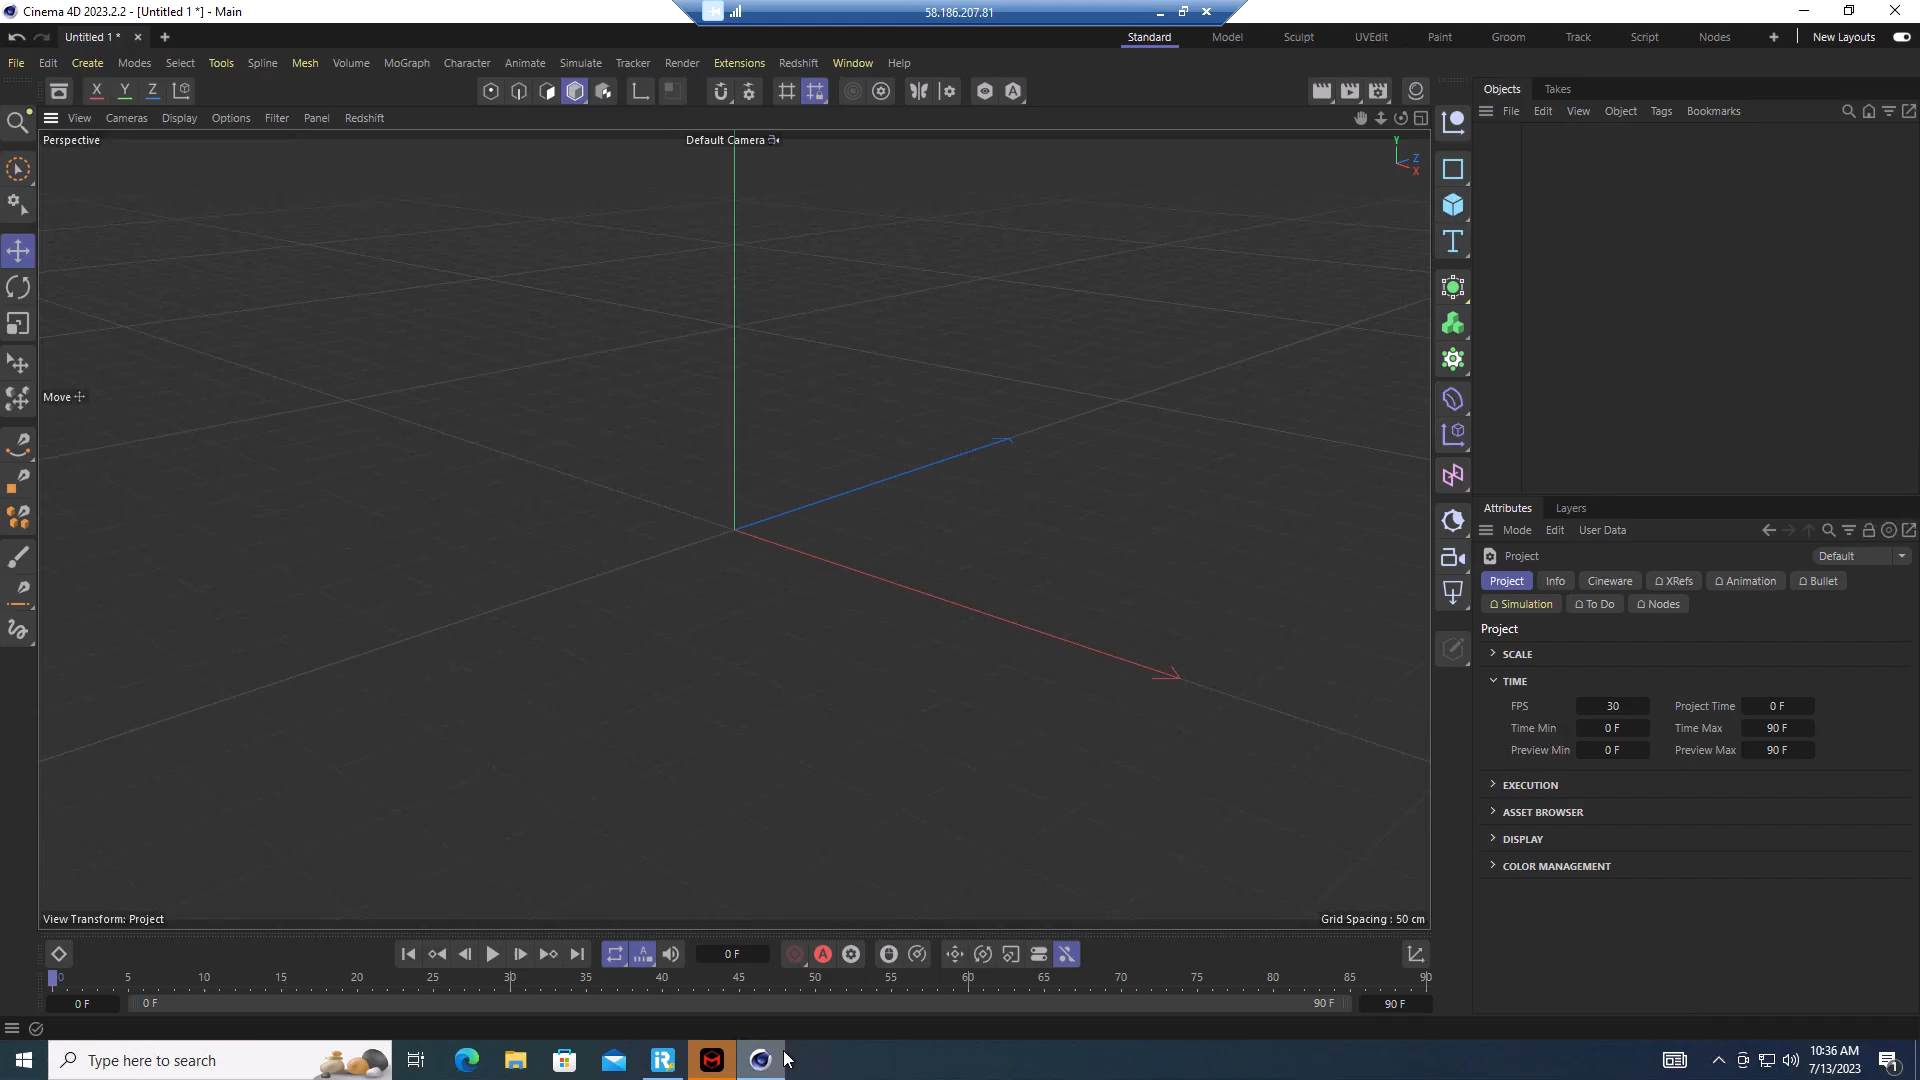 Cinema 4D 2023.2.2 - [Untitled 1 *] - Main
58.186.207.81
Untitled 1 *
Standard Model Sculpt UVEdit Paint Groom Track Script Nodes New Layouts
File Edit Create Modes Select Tools Spline Mesh Volume MoGraph Character Animate Simulate Tracker Render Extensions Redshift Window Help
X Y Z
Objects Takes
View Cameras Display Options Filter Panel Redshift
File Edit View Object Tags Bookmarks
Perspective
Default Camera
Y
Z
X
Move
Attributes Layers
Mode Edit User Data
Project Default
Project Info Cineware XRefs Animation Bullet
Simulation To Do Nodes
Project
SCALE
TIME
FPS 30 Project Time 0 F
Time Min 0 F Time Max 90 F
Preview Min 0 F Preview Max 90 F
EXECUTION
ASSET BROWSER
DISPLAY
COLOR MANAGEMENT
View Transform: Project
Grid Spacing : 50 cm
0 F
0 5 10 15 20 25 30 35 40 45 50 55 60 65 70 75 80 85 90
0 F 0 F 90 F 90 F
Type here to search
10:36 AM
7/13/2023
1